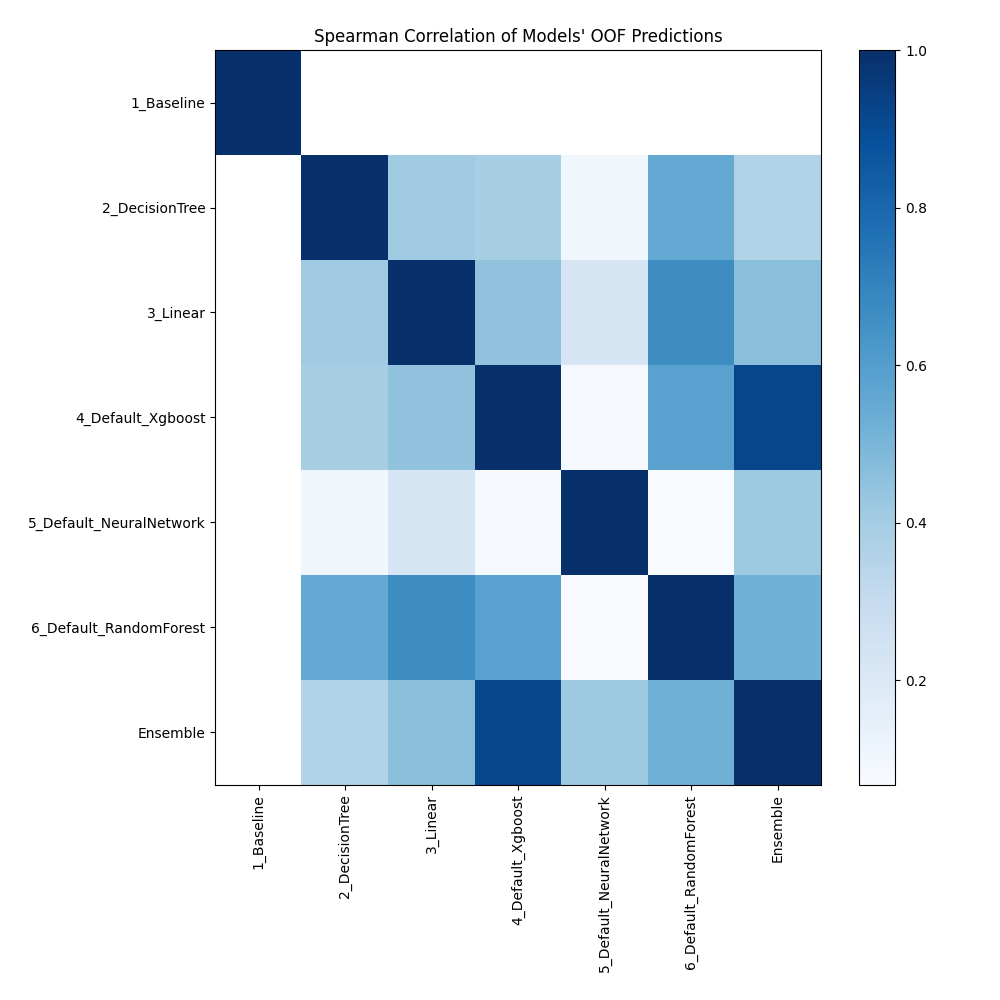 Spearman Correlation of Models' OOF Predictions
1_Baseline
2_DecisionTree
3_Linear
4_Default_Xgboost
5_Default_NeuralNetwork
6_Default_RandomForest
Ensemble
1_Baseline
2_DecisionTree
3_Linear
4_Default_Xgboost
5_Default_NeuralNetwork
6_Default_RandomForest
Ensemble
1.0
0.8
0.6
0.4
0.2